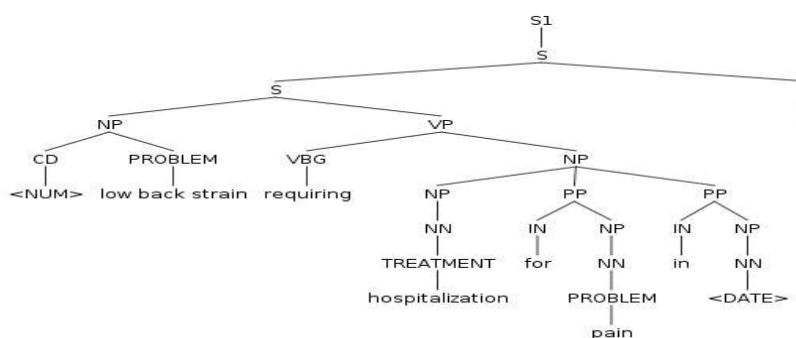 S1
S
S
NP VP
CD PROBLEM VBG NP
<NUM> low back strain requiring NP PP PP
NN IN NP IN NP
TREATMENT for NN in NN
hospitalization PROBLEM <DATE>
pain